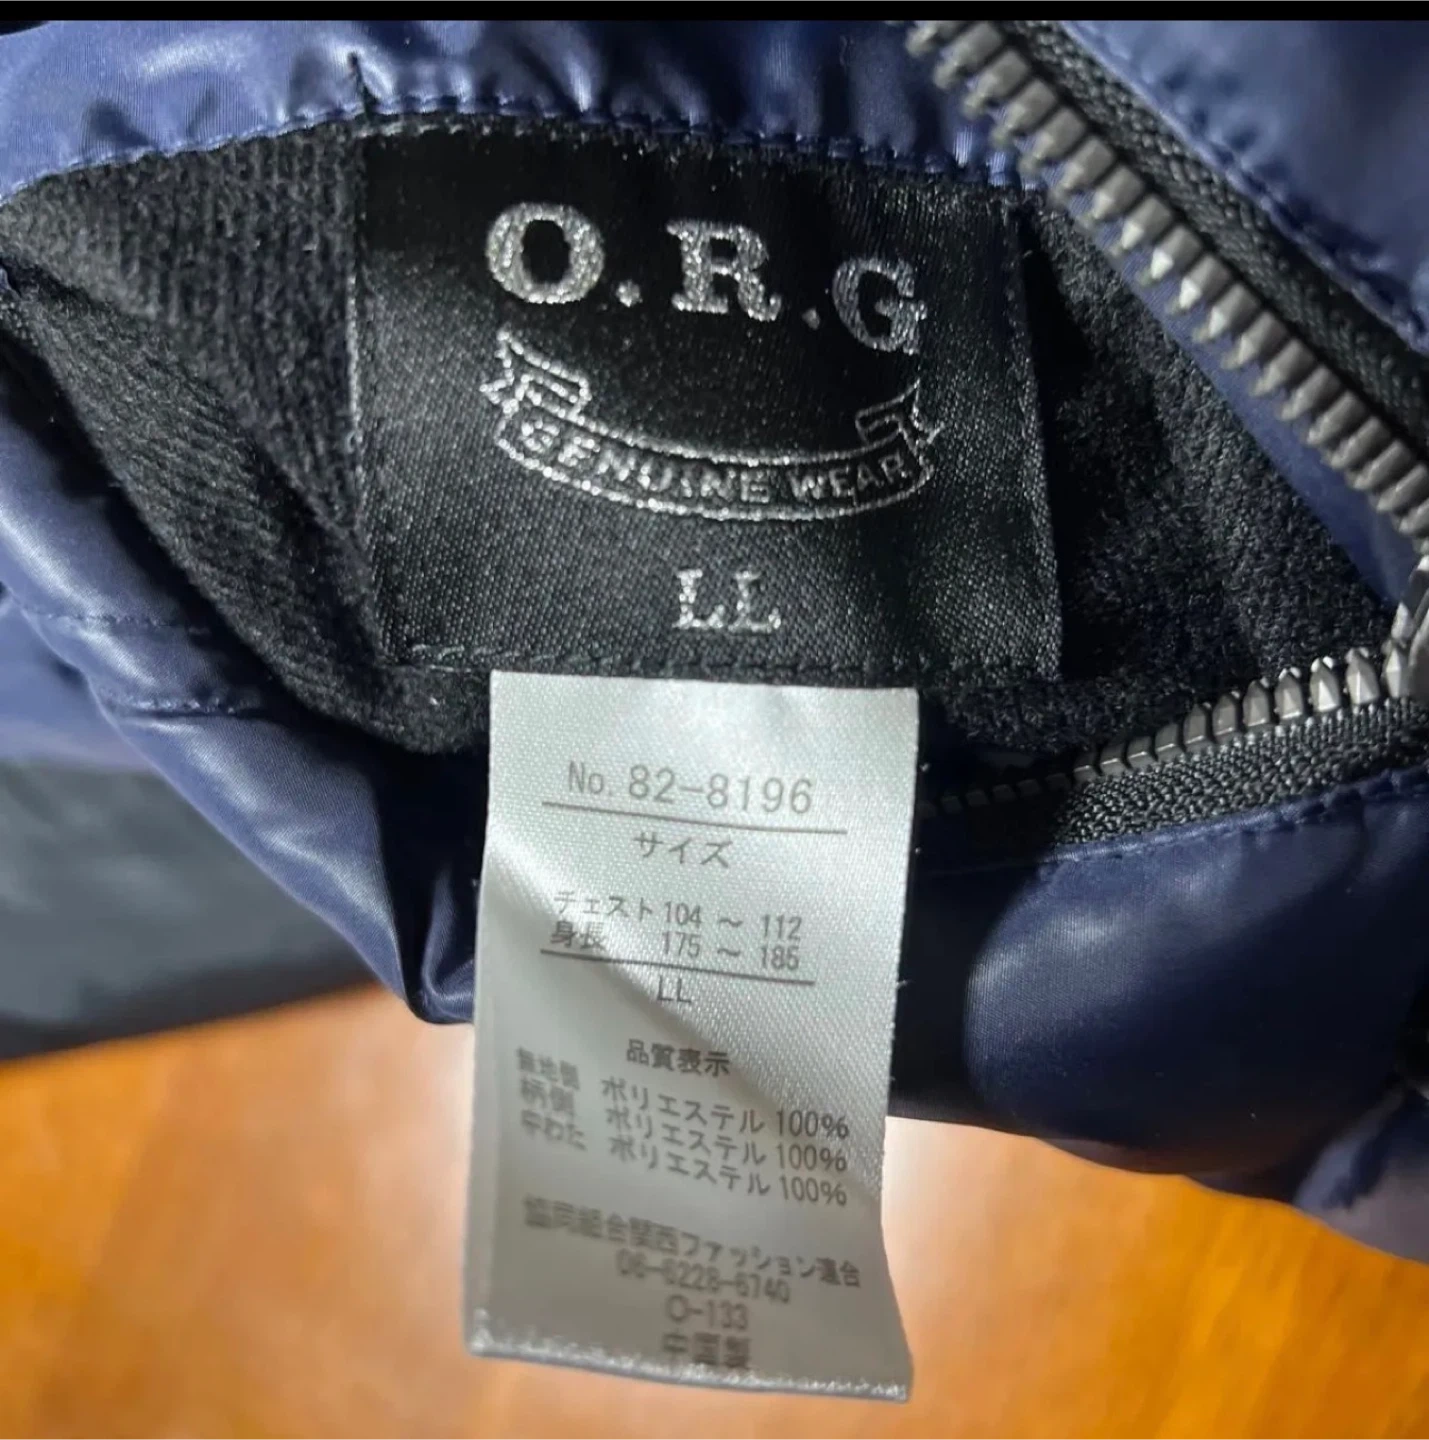 O.R.G
GENUINE WEAR
LL
No. 82-8196
サイズ
チェスト 104 ～ 112
身長 175 ～ 185
LL
品質表示
無地側 ポリエステル 100%
柄側 ポリエステル 100%
中わた ポリエステル 100%
協同組合関西ファッション連合
06-6228-6740
O-133
中国製